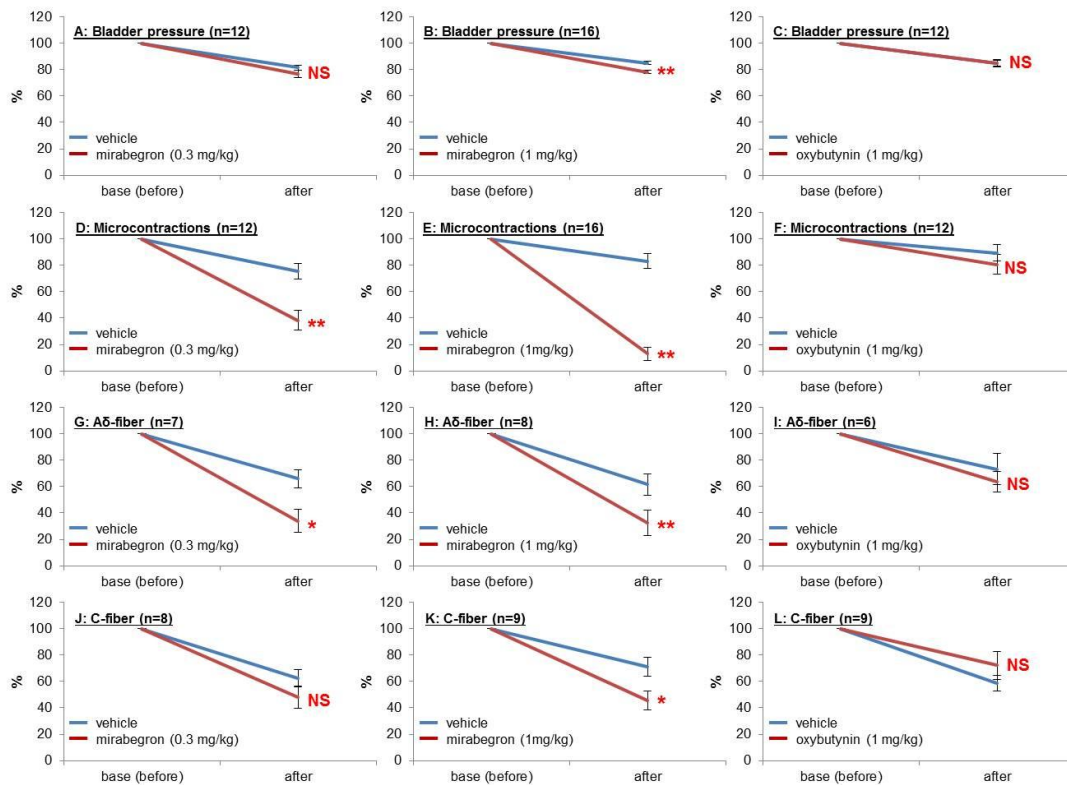 A: Bladder pressure (n=12)
120
100
80
60
40
20
0
%
NS
vehicle
mirabegron (0.3 mg/kg)
base (before)
after
B: Bladder pressure (n=16)
120
100
80
60
40
20
0
%
**
vehicle
mirabegron (1 mg/kg)
base (before)
after
C: Bladder pressure (n=12)
120
100
80
60
40
20
0
%
NS
vehicle
oxybutynin (1 mg/kg)
base (before)
after
D: Microcontractions (n=12)
120
100
80
60
40
20
0
%
**
vehicle
mirabegron (0.3 mg/kg)
base (before)
after
E: Microcontractions (n=16)
120
100
80
60
40
20
0
%
**
vehicle
mirabegron (1mg/kg)
base (before)
after
F: Microcontractions (n=12)
120
100
80
60
40
20
0
%
NS
vehicle
oxybutynin (1 mg/kg)
base (before)
after
G: Aδ-fiber (n=7)
120
100
80
60
40
20
0
%
*
vehicle
mirabegron (0.3 mg/kg)
base (before)
after
H: Aδ-fiber (n=8)
120
100
80
60
40
20
0
%
**
vehicle
mirabegron (1 mg/kg)
base (before)
after
I: Aδ-fiber (n=6)
120
100
80
60
40
20
0
%
NS
vehicle
oxybutynin (1 mg/kg)
base (before)
after
J: C-fiber (n=8)
120
100
80
60
40
20
0
%
NS
vehicle
mirabegron (0.3 mg/kg)
base (before)
after
K: C-fiber (n=9)
120
100
80
60
40
20
0
%
*
vehicle
mirabegron (1mg/kg)
base (before)
after
L: C-fiber (n=9)
120
100
80
60
40
20
0
%
NS
vehicle
oxybutynin (1 mg/kg)
base (before)
after